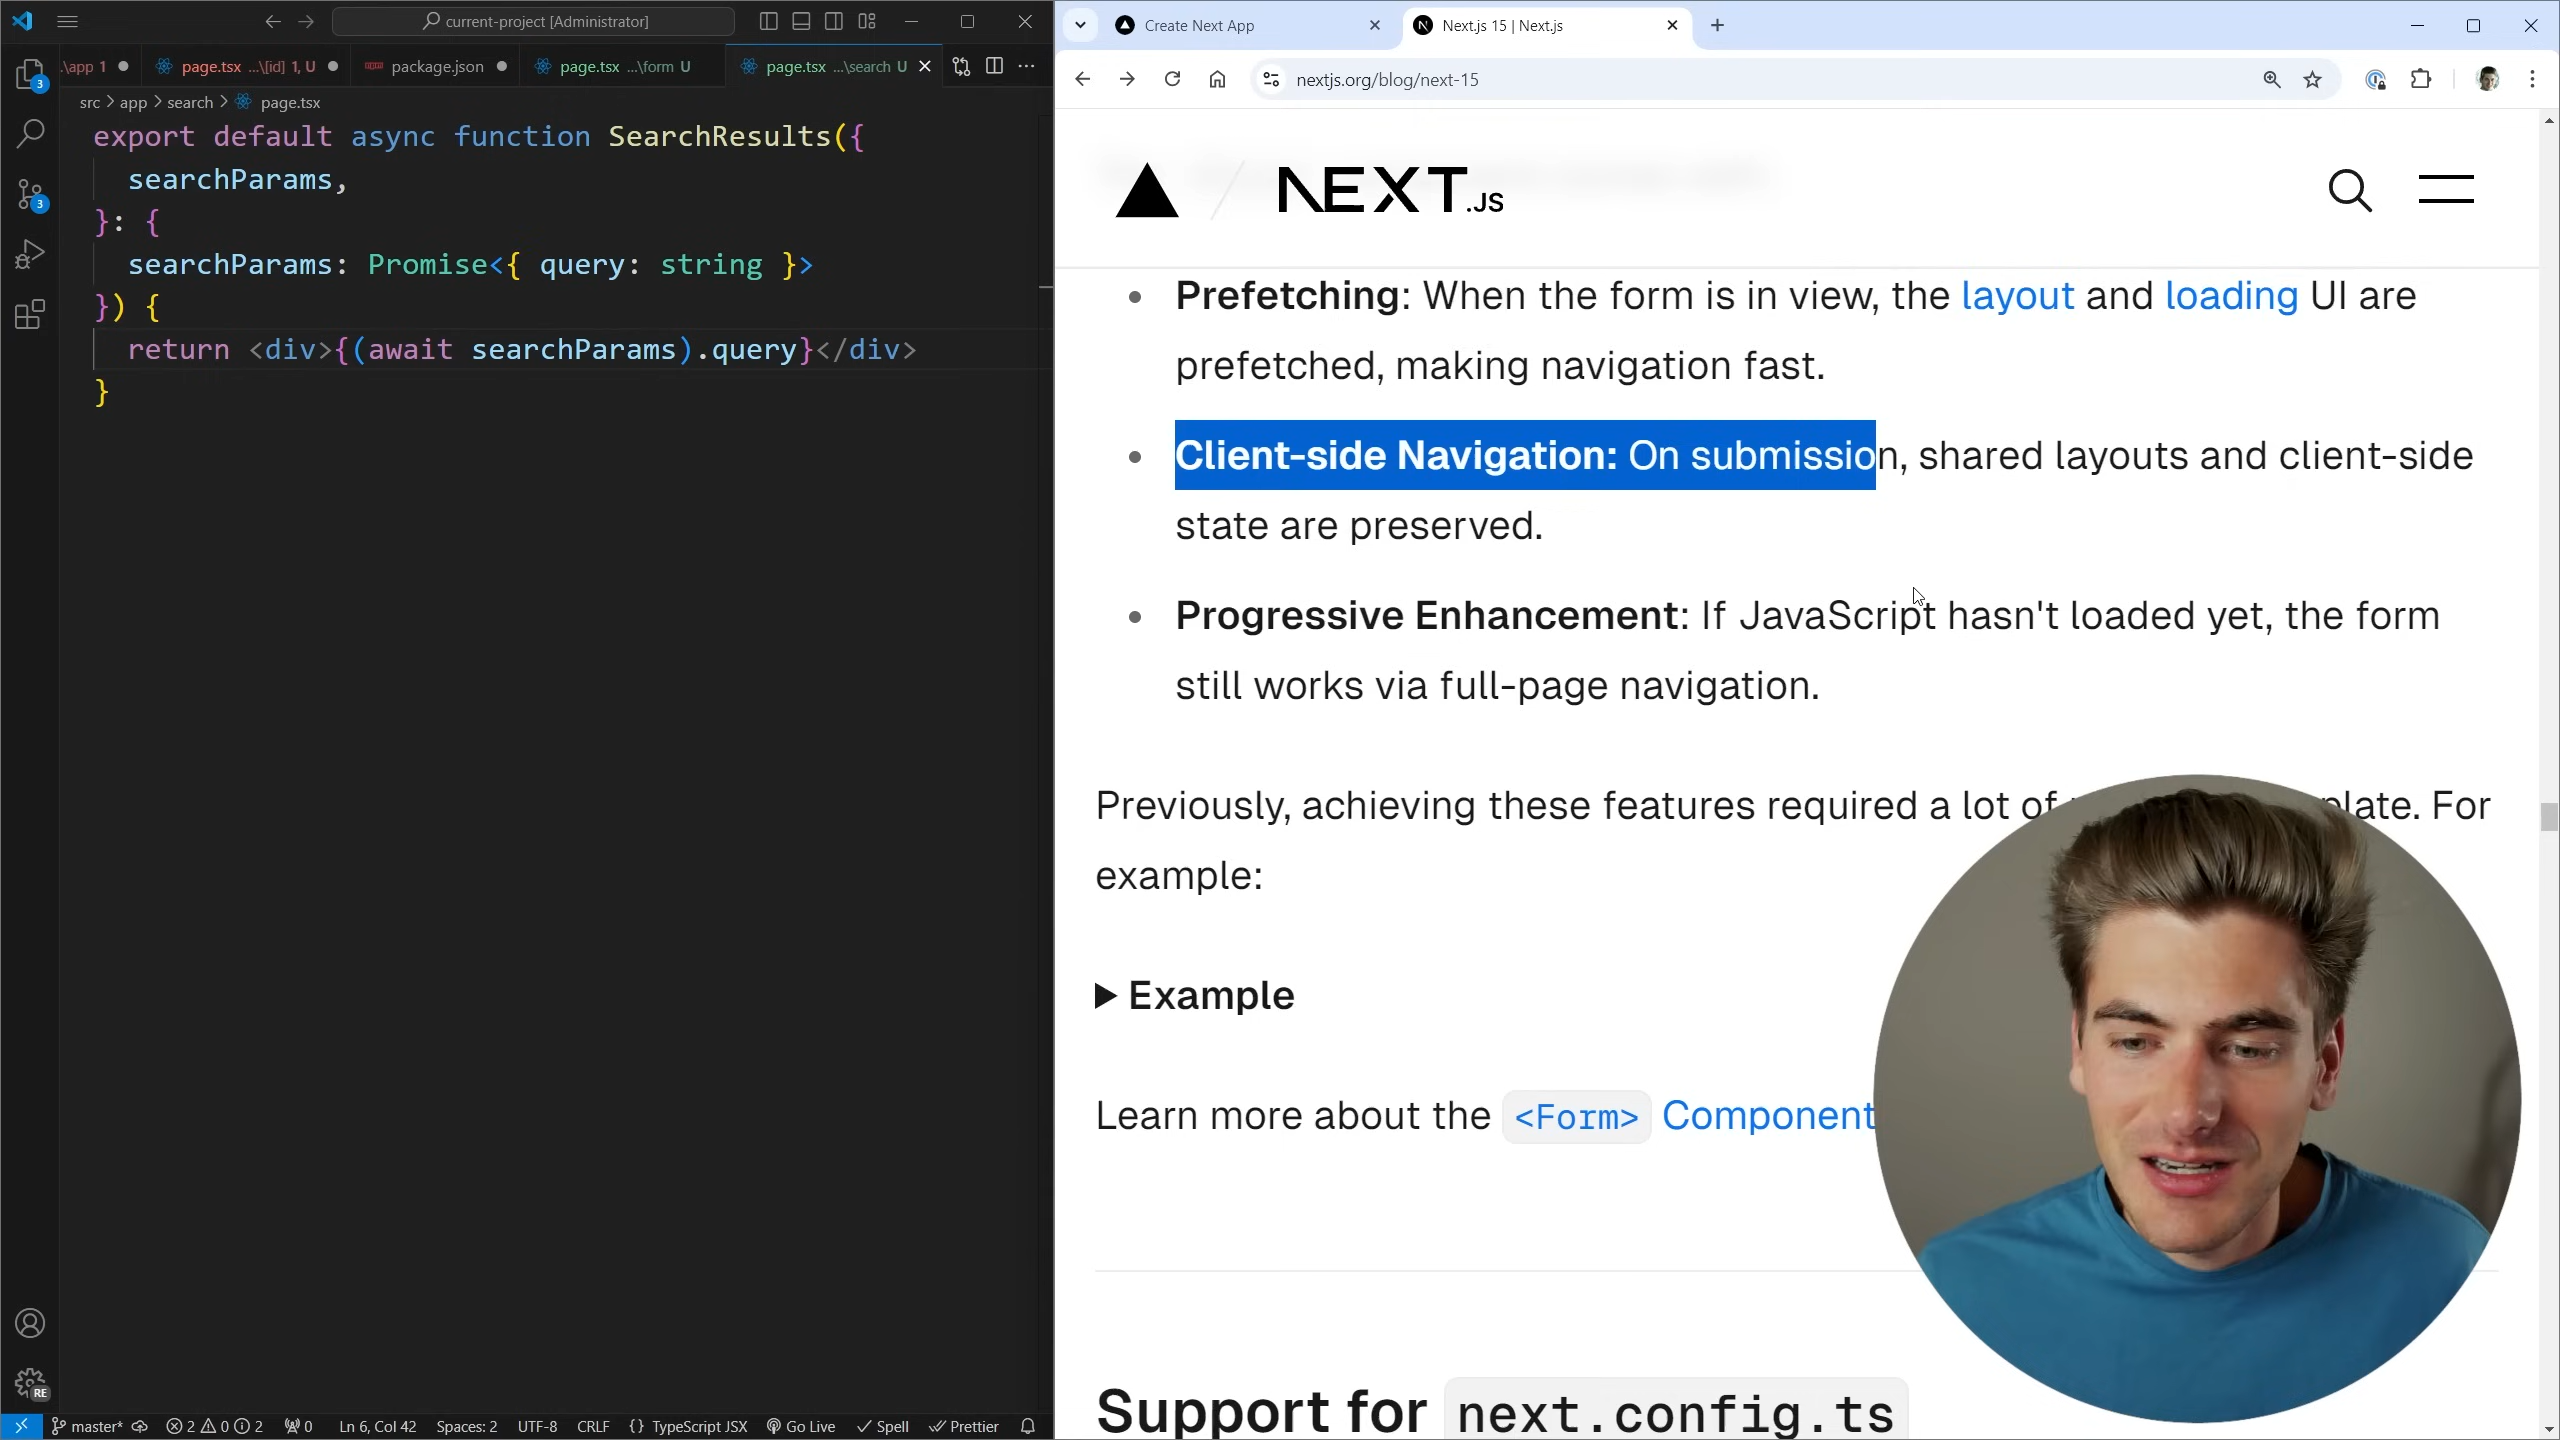 current-project [Administrator]
...\app 1
page.tsx ...\[id] 1, U
package.json
page.tsx ...\form U
page.tsx ...\search U
src > app > search > page.tsx
export default async function SearchResults({
searchParams,
}: {
searchParams: Promise<{ query: string }>
}) {
return <div>{(await searchParams).query}</div>
}
3
3
RE
master*
2
0
2
0
Ln 6, Col 42
Spaces: 2
UTF-8
CRLF
{} TypeScript JSX
Go Live
Spell
Prettier
Create Next App
Next.js 15 | Next.js
nextjs.org/blog/next-15
NEXT.JS
Prefetching: When the form is in view, the layout and loading UI are
prefetched, making navigation fast.
Client-side Navigation: On submission, shared layouts and client-side
state are preserved.
Progressive Enhancement: If JavaScript hasn't loaded yet, the form
still works via full-page navigation.
Previously, achieving these features required a lot of plate. For
example:
Example
Learn more about the <Form> Component
Support for next.config.ts